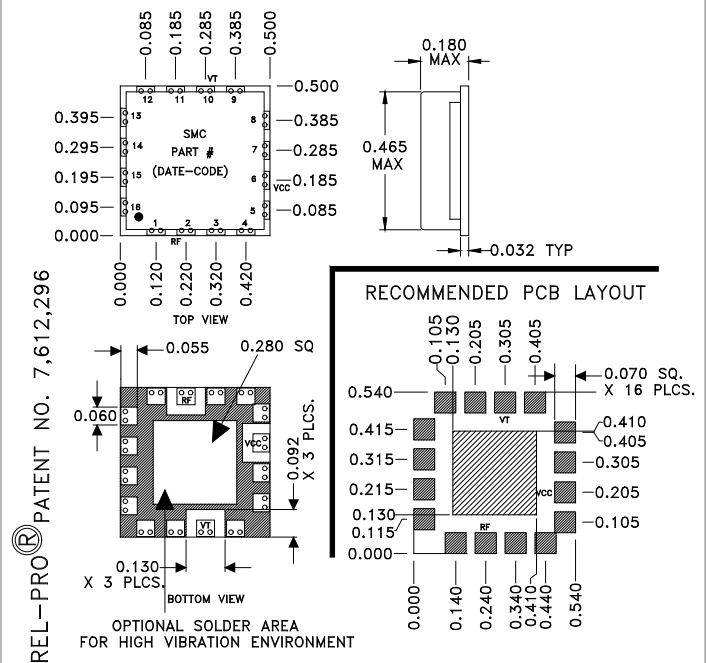 0.085
0.185
0.285
0.385
0.500
VT
12
11
10
9
0.500
0.395
13
8
0.385
0.295
14
SMC
PART #
(DATE-CODE)
7
0.285
0.195
15
6
VCC
0.185
0.095
16
5
0.085
1
2
3
4
0.000
RF
0.000
0.120
0.220
0.320
0.420
TOP VIEW
0.180
MAX
0.465
MAX
0.032 TYP
REL-PRO® PATENT NO. 7,612,296
0.055
0.280 SQ
0.060
RF
VCC
VT
0.092
X 3 PLCS.
0.130
X 3 PLCS.
BOTTOM VIEW
OPTIONAL SOLDER AREA
FOR HIGH VIBRATION ENVIRONMENT
RECOMMENDED PCB LAYOUT
0.105
0.130
0.205
0.305
0.405
0.070 SQ.
X 16 PLCS.
0.540
VT
0.415
0.410
0.405
0.315
0.305
0.215
VCC
0.205
0.130
0.115
0.105
RF
0.000
0.000
0.140
0.240
0.340
0.410
0.440
0.540